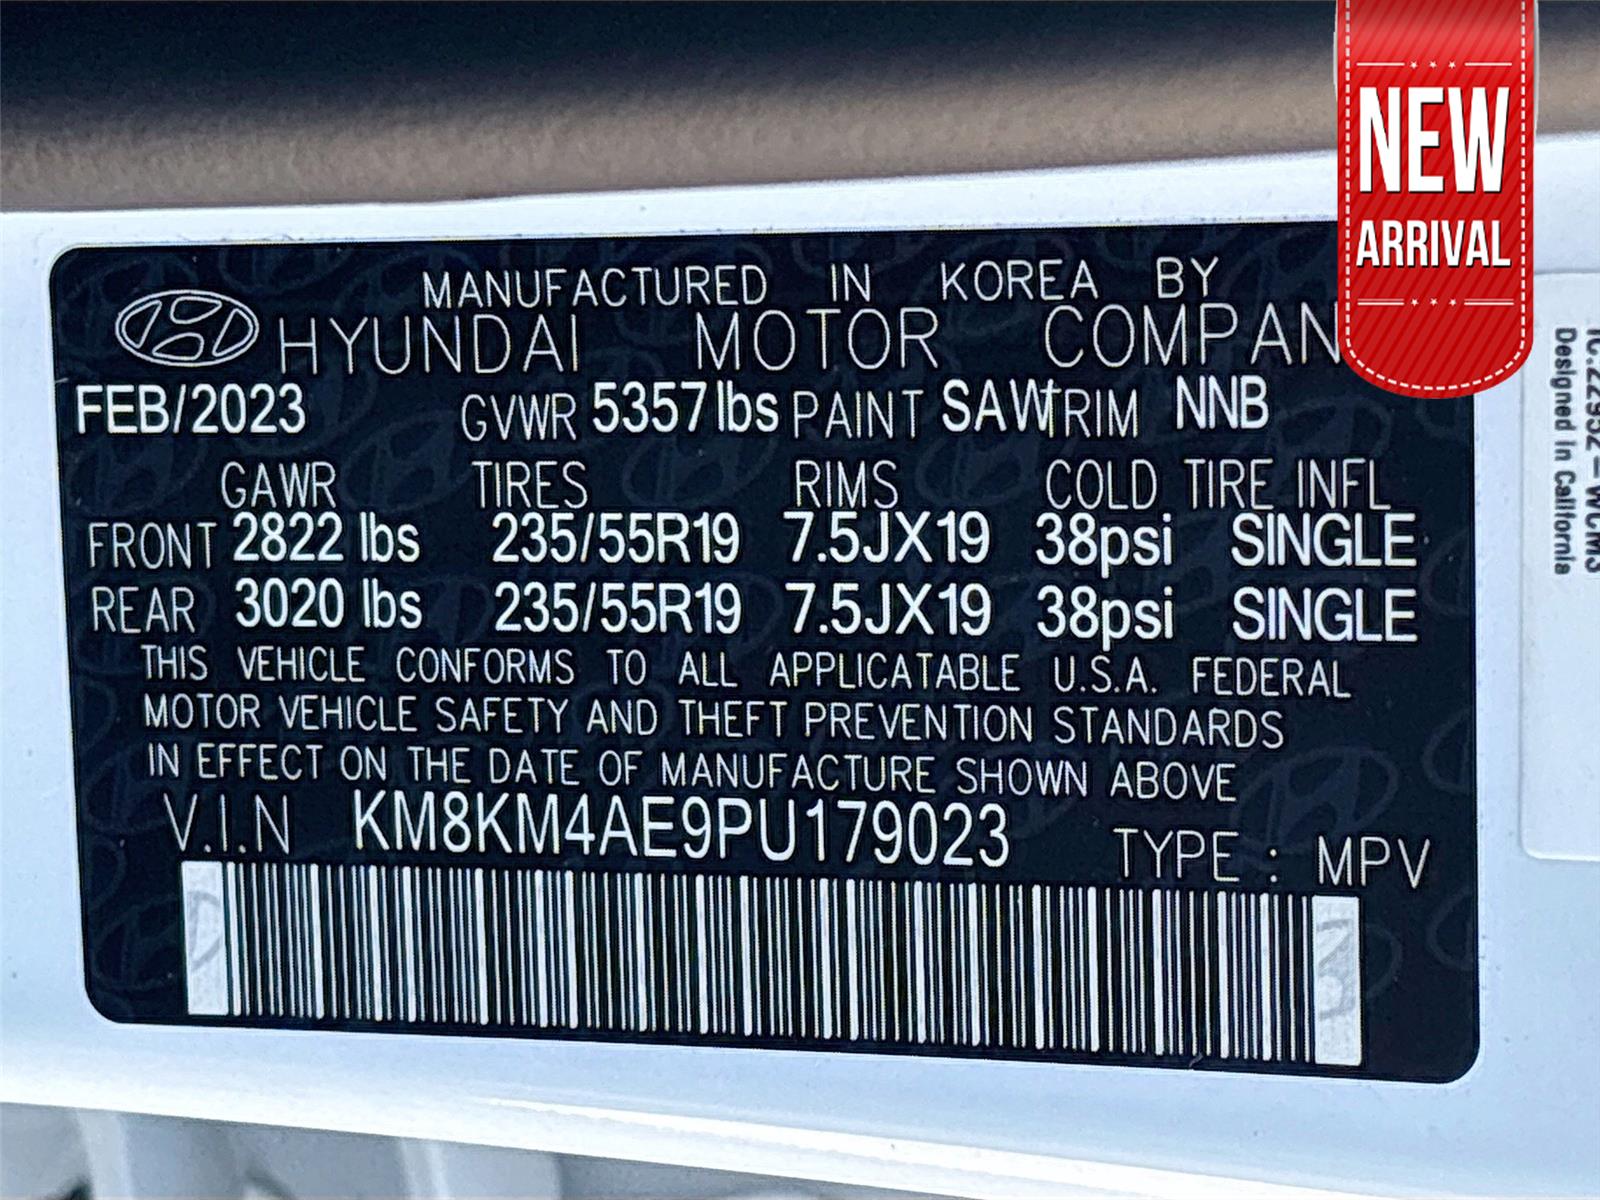 NEW
ARRIVAL
MANUFACTURED IN KOREA BY
HYUNDAI MOTOR COMPAN
FEB/2023 GVWR 5357lbs PAINT SAW TRIM NNB
GAWR TIRES RIMS COLD TIRE INFL
FRONT 2822 lbs 235/55R19 7.5JX19 38psi SINGLE
REAR 3020 lbs 235/55R19 7.5JX19 38psi SINGLE
THIS VEHICLE CONFORMS TO ALL APPLICATABLE U.S.A. FEDERAL
MOTOR VEHICLE SAFETY AND THEFT PREVENTION STANDARDS
IN EFFECT ON THE DATE OF MANUFACTURE SHOWN ABOVE
V.I.N KM8KM4AE9PU179023 TYPE : MPV
Designed in California